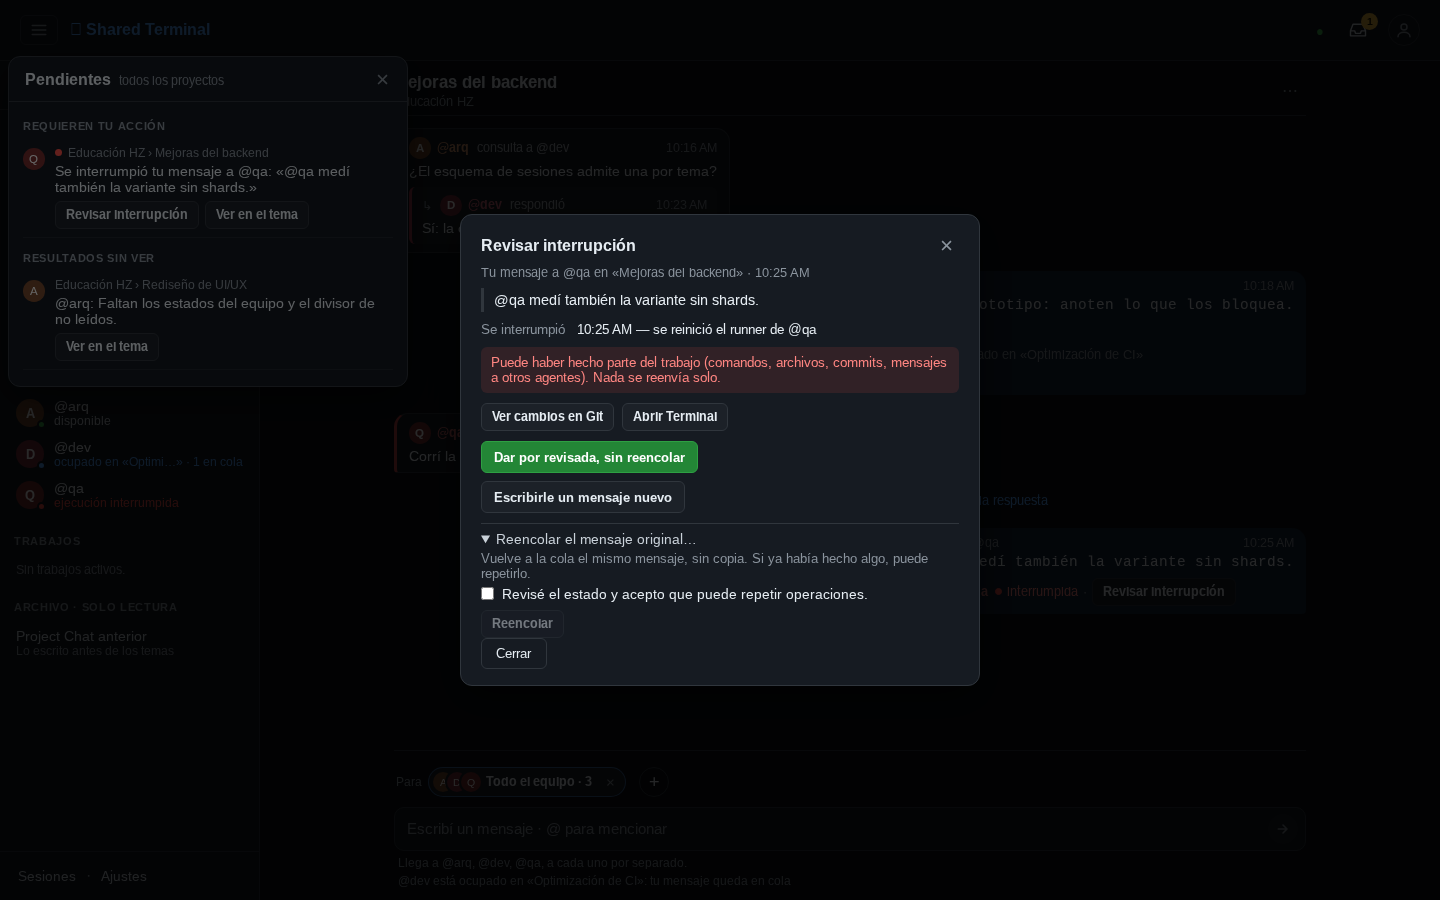 Shared Terminal
1
Pendientes todos los proyectos
REQUIEREN TU ACCIÓN
Q
Educación HZ › Mejoras del backend
Se interrumpió tu mensaje a @qa: «@qa medí
también la variante sin shards.»
Revisar interrupción
Ver en el tema
RESULTADOS SIN VER
A
Educación HZ › Rediseño de UI/UX
@arq: Faltan los estados del equipo y el divisor de
no leídos.
Ver en el tema
A
@arq
disponible
D
@dev
ocupado en «Optimi…» · 1 en cola
Q
@qa
ejecución interrumpida
TRABAJOS
Sin trabajos activos.
ARCHIVO · SOLO LECTURA
Project Chat anterior
Lo escrito antes de los temas
Sesiones · Ajustes
ejoras del backend
ucación HZ
…
A @arq consulta a @dev 10:16 AM
¿El esquema de sesiones admite una por tema?
↳ D @dev respondió 10:23 AM
Sí: la
10:18 AM
ototipo: anoten lo que los bloquea.
do en «Optimización de CI»
Q @qa
Corrí la
la respuesta
@qa 10:25 AM
edí también la variante sin shards.
a interrumpida · Revisar interrupción
Revisar interrupción
Tu mensaje a @qa en «Mejoras del backend» · 10:25 AM
@qa medí también la variante sin shards.
Se interrumpió 10:25 AM — se reinició el runner de @qa
Puede haber hecho parte del trabajo (comandos, archivos, commits, mensajes
a otros agentes). Nada se reenvía solo.
Ver cambios en Git
Abrir Terminal
Dar por revisada, sin reencolar
Escribirle un mensaje nuevo
▼ Reencolar el mensaje original…
Vuelve a la cola el mismo mensaje, sin copia. Si ya había hecho algo, puede
repetirlo.
Revisé el estado y acepto que puede repetir operaciones.
Reencolar
Cerrar
Para A D Q Todo el equipo · 3 × +
Escribí un mensaje · @ para mencionar
Llega a @arq, @dev, @qa, a cada uno por separado.
@dev está ocupado en «Optimización de CI»: tu mensaje queda en cola